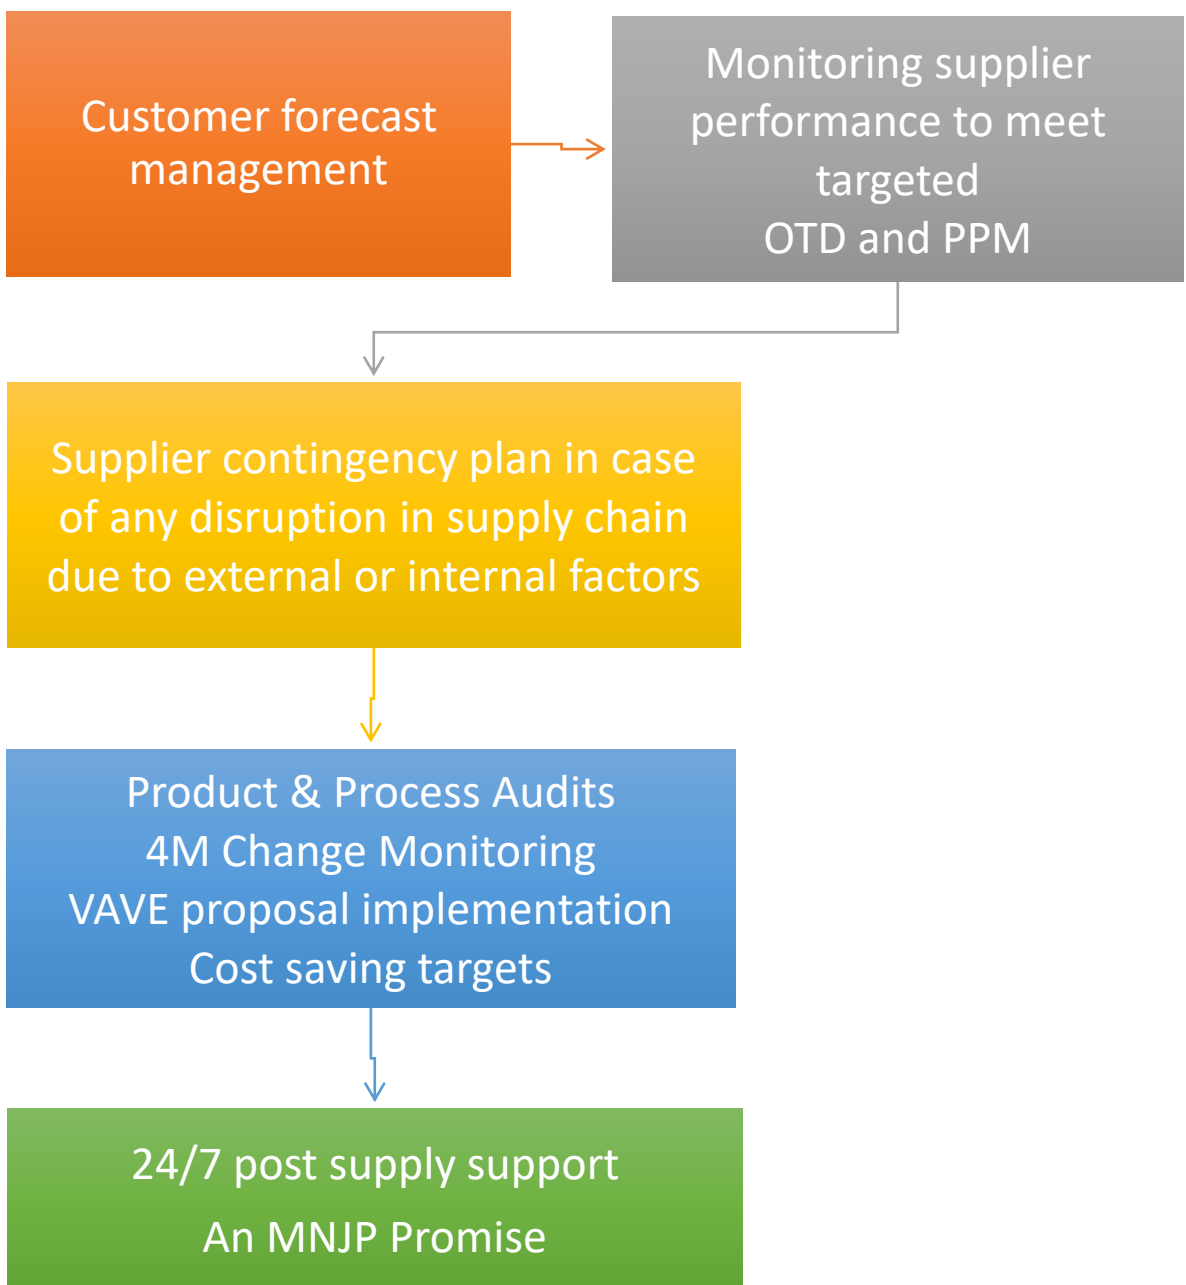 Customer forecast
management
Monitoring supplier
performance to meet
targeted
OTD and PPM
Supplier contingency plan in case
of any disruption in supply chain
due to external or internal factors
Product & Process Audits
4M Change Monitoring
VAVE proposal implementation
Cost saving targets
24/7 post supply support
An MNJP Promise